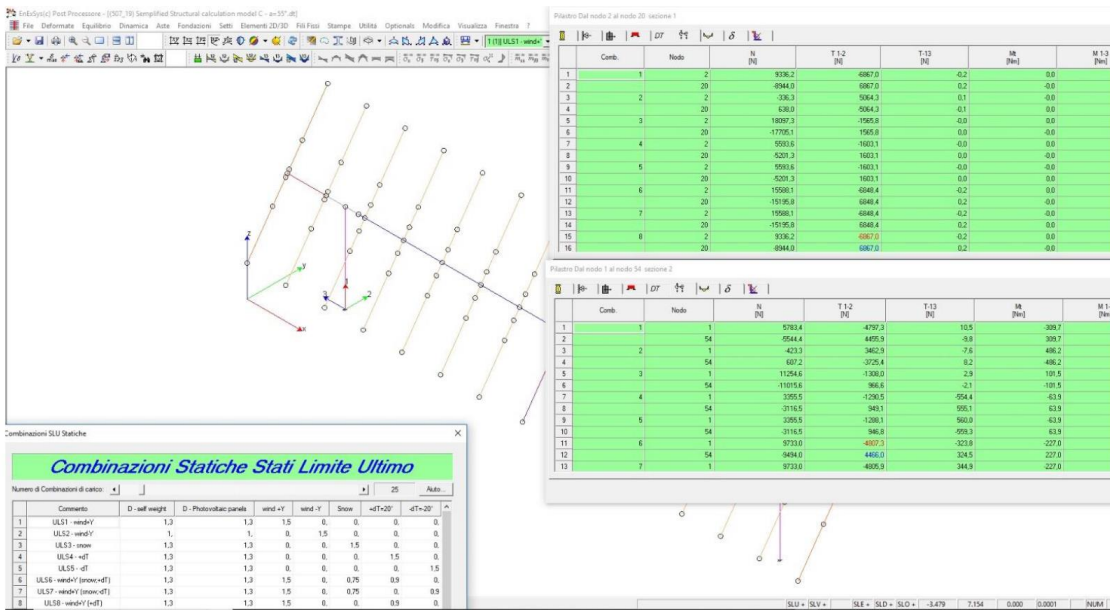 EnExSys(c) Post Processore - [(507_19) Semplified Structural calculation model C - a=55°.dt]
File Deformate Equilibrio Dinamica Aste Fondazioni Setti Elementi 2D/3D Fili Fissi Stampe Utilità Optionals Modifica Visualizza Finestra ?
1 (1)| ULS1 - wind+
z
y
x
1
2
3
Pilastro Dal nodo 2 al nodo 20 sezione 1
DT δ
Comb. Nodo N [N] T 1-2 [N] T-13 [N] Mt [Nm] M 1-3 [Nm]
1 1 2 9336,2 -6867,0 -0,2 0,0
2 20 -8944,0 6867,0 0,2 -0,0
3 2 2 -336,3 5064,3 0,1 -0,0
4 20 638,0 -5064,3 -0,1 0,0
5 3 2 18097,3 -1565,8 -0,0 -0,0
6 20 -17705,1 1565,8 0,0 0,0
7 4 2 5593,6 -1603,1 -0,0 -0,0
8 20 -5201,3 1603,1 0,0 0,0
9 5 2 5593,6 -1603,1 -0,0 -0,0
10 20 -5201,3 1603,1 0,0 0,0
11 6 2 15588,1 -6848,4 -0,2 0,0
12 20 -15195,8 6848,4 0,2 -0,0
13 7 2 15588,1 -6848,4 -0,2 0,0
14 20 -15195,8 6848,4 0,2 -0,0
15 8 2 9336,2 -6867,0 -0,2 0,0
16 20 -8944,0 6867,0 0,2 -0,0
Pilastro Dal nodo 1 al nodo 54 sezione 2
DT δ
Comb. Nodo N [N] T 1-2 [N] T-13 [N] Mt [Nm]
1 1 1 5783,4 -4797,3 10,5 -309,7
2 54 -5544,4 4455,9 -9,8 309,7
3 2 1 -423,3 3462,9 -7,6 486,2
4 54 607,2 -3725,4 8,2 -486,2
5 3 1 11254,6 -1308,0 2,9 101,5
6 54 -11015,6 966,6 -2,1 -101,5
7 4 1 3355,5 -1290,5 -554,4 -63,9
8 54 -3116,5 949,1 555,1 63,9
9 5 1 3355,5 -1288,1 560,0 -63,9
10 54 -3116,5 946,8 -559,3 63,9
11 6 1 9733,0 -4807,3 -323,8 -227,0
12 54 -9494,0 4466,0 324,5 227,0
13 7 1 9733,0 -4805,9 344,9 -227,0
Combinazioni SLU Statiche
Combinazioni Statiche Stati Limite Ultimo
Numero di Combinazioni di carico: 25 Auto...
Commento D - self weight D - Photovoltaic panels wind +Y wind -Y Snow +dT=20° -dT=-20°
1 ULS1 - wind+Y 1,3 1,3 1,5 0, 0, 0, 0,
2 ULS2 - wind-Y 1, 1, 0, 1,5 0, 0, 0,
3 ULS3 - snow 1,3 1,3 0, 0, 1,5 0, 0,
4 ULS4 - +dT 1,3 1,3 0, 0, 0, 1,5 0,
5 ULS5 - -dT 1,3 1,3 0, 0, 0, 0, 1,5
6 ULS6 - wind+Y (snow;+dT) 1,3 1,3 1,5 0, 0,75 0,9 0,
7 ULS7 - wind+Y (snow;-dT) 1,3 1,3 1,5 0, 0,75 0, 0,9
8 ULS8 - wind+Y (+dT) 1,3 1,3 1,5 0, 0, 0,9 0,
SLU + SLV + SLE + SLD + SLO + -3.479 7.154 0.000 0.0001 NUM